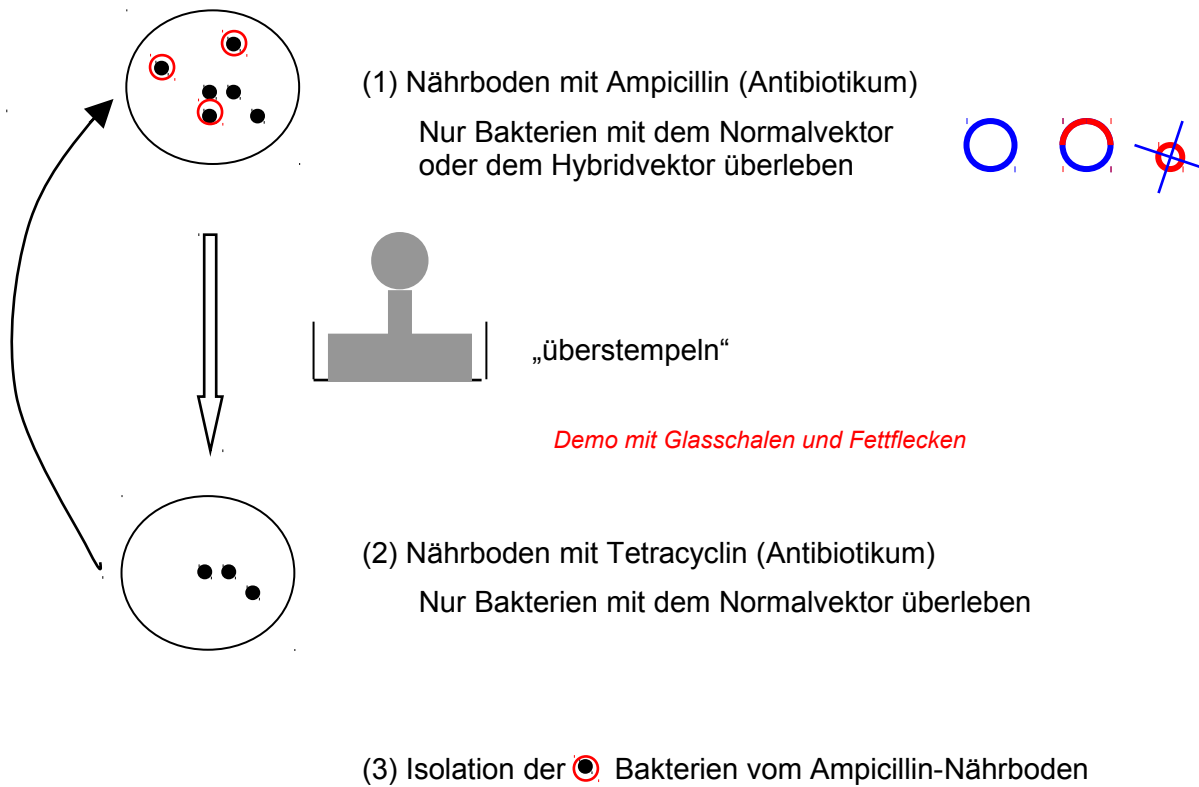 (1) Nährboden mit Ampicillin (Antibiotikum)
Nur Bakterien mit dem Normalvektor
oder dem Hybridvektor überleben
„überstempeln“
Demo mit Glasschalen und Fettflecken
(2) Nährboden mit Tetracyclin (Antibiotikum)
Nur Bakterien mit dem Normalvektor überleben
(3) Isolation der Bakterien vom Ampicillin-Nährboden